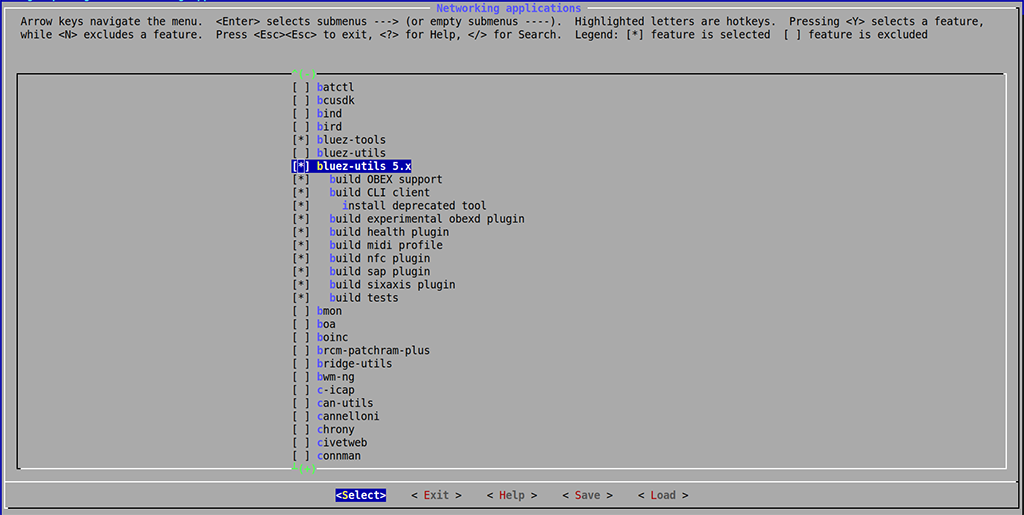 Networking applications
Arrow keys navigate the menu.  <Enter> selects submenus ---> (or empty submenus ----).  Highlighted letters are hotkeys.  Pressing <Y> selects a feature,
while <N> excludes a feature.  Press <Esc><Esc> to exit, <?> for Help, </> for Search.  Legend: [*] feature is selected  [ ] feature is excluded
^(-)
[ ] batctl
[ ] bcusdk
[ ] bind
[ ] bird
[*] bluez-tools
[ ] bluez-utils
[*] bluez-utils 5.x
[*]   build OBEX support
[*]   build CLI client
[*]     install deprecated tool
[*]   build experimental obexd plugin
[*]   build health plugin
[*]   build midi profile
[*]   build nfc plugin
[*]   build sap plugin
[*]   build sixaxis plugin
[*]   build tests
[ ] bmon
[ ] boa
[ ] boinc
[ ] brcm-patchram-plus
[ ] bridge-utils
[ ] bwm-ng
[ ] c-icap
[ ] can-utils
[ ] cannelloni
[ ] chrony
[ ] civetweb
[ ] connman
┴(+)
<Select>    < Exit >    < Help >    < Save >    < Load >